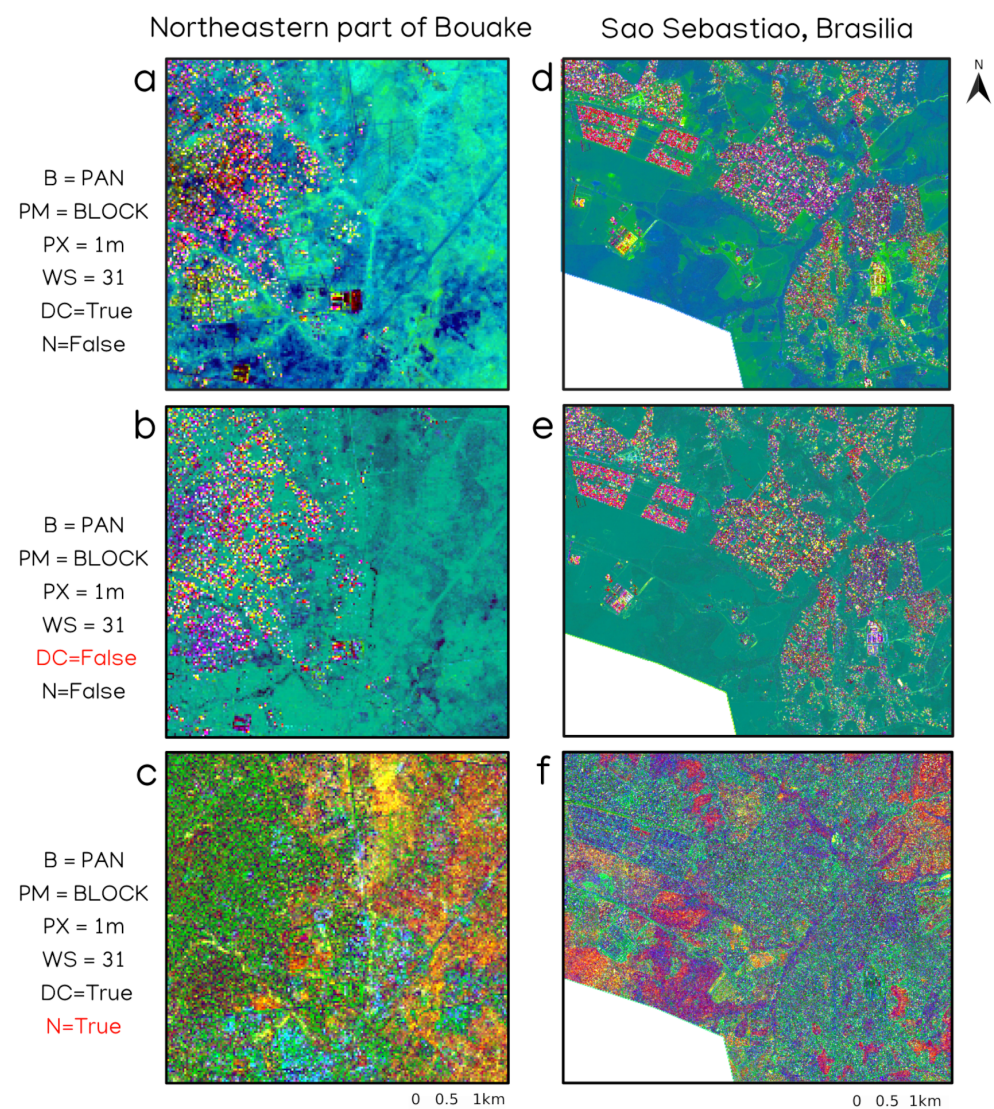 Northeastern part of Bouake
Sao Sebastiao, Brasilia
N
a
d
B = PAN
PM = BLOCK
PX = 1m
WS = 31
DC=True
N=False
b
e
B = PAN
PM = BLOCK
PX = 1m
WS = 31
DC=False
N=False
c
f
B = PAN
PM = BLOCK
PX = 1m
WS = 31
DC=True
N=True
0 0.5 1km
0 0.5 1km